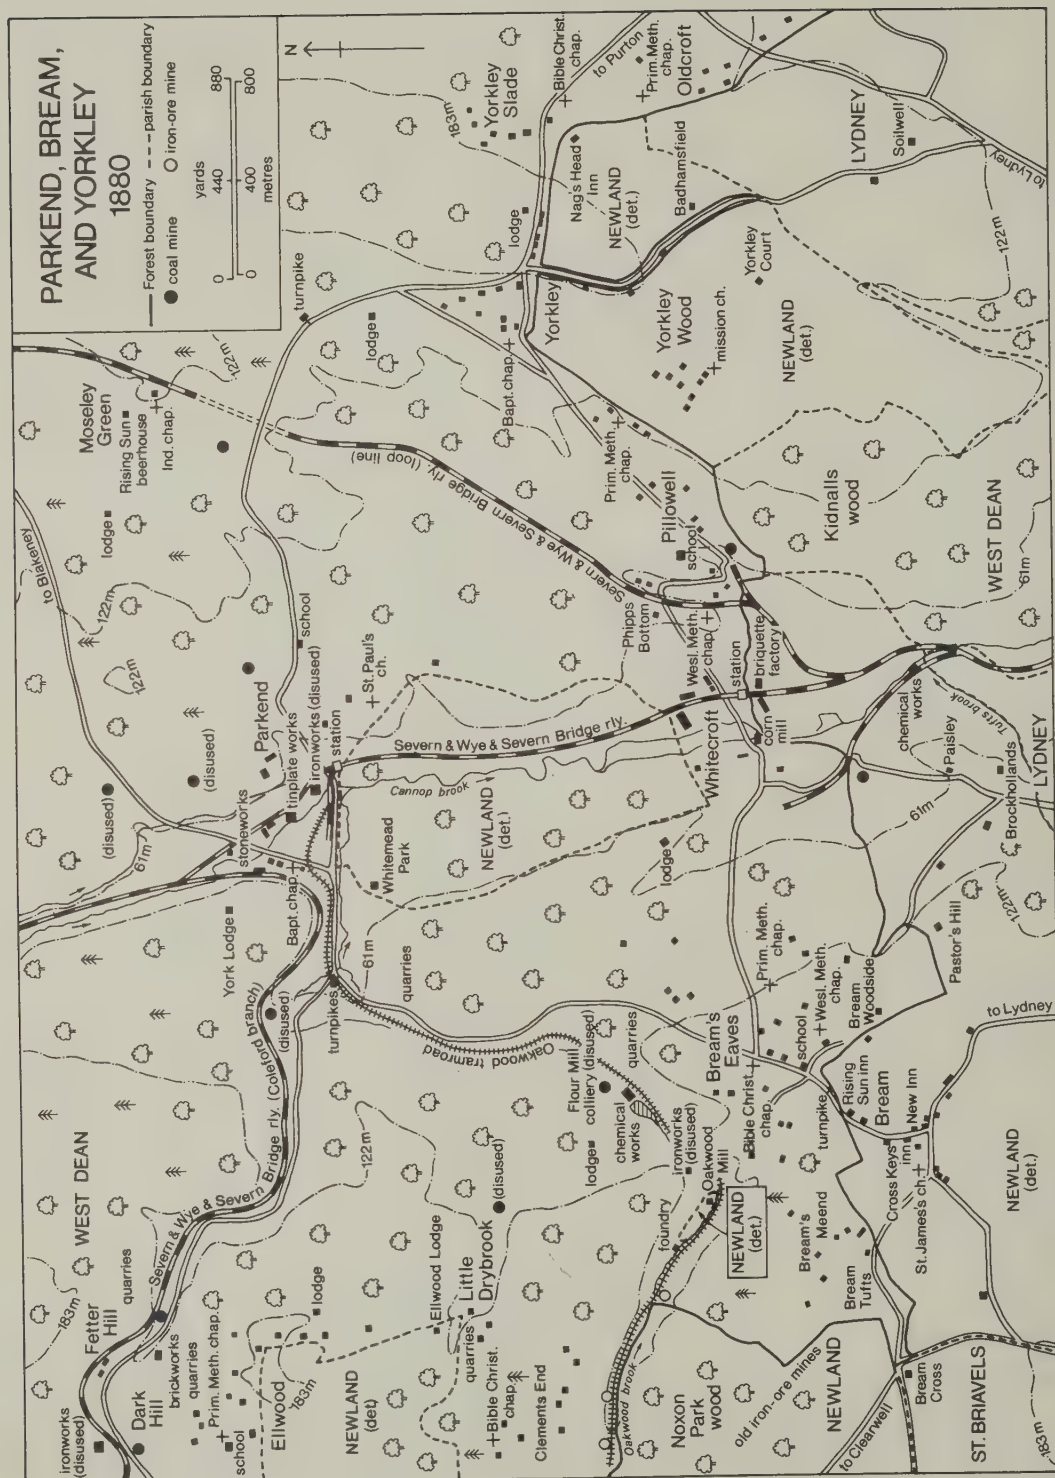 PARKEND, BREAM,
AND YORKLEY
1880
Forest boundary
parish boundary
coal mine
iron-ore mine
yards
0
440
880
0
400
800
metres
N
ironworks
(disused)
Fetter
Hill
183m
WEST DEAN
quarries
Dark
Hill
brickworks
quarries
Prim. Meth. chap.
school
Ellwood
183m
lodge
NEWLAND
(det)
Severn & Wye & Severn Bridge rly. (Coleford branch)
122m
York Lodge
(disused)
turnpikes
Bapt. chap.
stoneworks
61m
(disused)
(disused)
tinplate works
Parkend
ironworks (disused)
station
school
St. Paul's
ch.
122m
122m
to Blakeney
lodge
Moseley
Green
Rising Sun
beerhouse
Ind. chap.
122m
turnpike
lodge
Severn & Wye & Severn Bridge rly. (loop line)
Severn & Wye & Severn Bridge rly.
Cannop brook
Whitemead
Park
NEWLAND
(det.)
61m
quarries
Oakwood tramroad
Ellwood Lodge
Little
Drybrook
(disused)
quarries
Bible Christ.
chap.
Clements End
Flour Mill
colliery (disused)
lodge
chemical
works
quarries
ironworks
(disused)
Oakwood
Mill
foundry
NEWLAND
(det.)
Oakwood brook
Noxon
Park
wood
old iron-ore mines
NEWLAND
to Clearwell
Bream
Cross
ST. BRIAVELS
183m
Bream
Tufts
Bream's
Meend
Bream's
Eaves
Bible Christ.
chap.
turnpike
Rising
Sun inn
Bream
New Inn
Cross Keys
inn
St. James's ch.
NEWLAND
(det.)
to Lydney
school
Wesl. Meth.
chap.
Bream
Woodside
Prim. Meth.
chap.
Pastor's Hill
122m
lodge
Whitecroft
corn
mill
station
briquette
factory
Wesl. Meth.
chap.
Phipps
Bottom
Pillowell
school
Prim. Meth.
chap.
chemical
works
Paisley
61m
Brockhollands
LYDNEY
Tufts brook
Kidnalls
wood
WEST DEAN
61m
Bapt. chap.
Yorkley
Yorkley
Wood
mission ch.
NEWLAND
(det.)
Yorkley
Court
Badhamsfield
NEWLAND
(det.)
Nag's Head
Inn
lodge
183m
Yorkley
Slade
Bible Christ.
chap.
to Purton
Prim. Meth.
chap.
Oldcroft
LYDNEY
Soilwell
to Lydney
122m